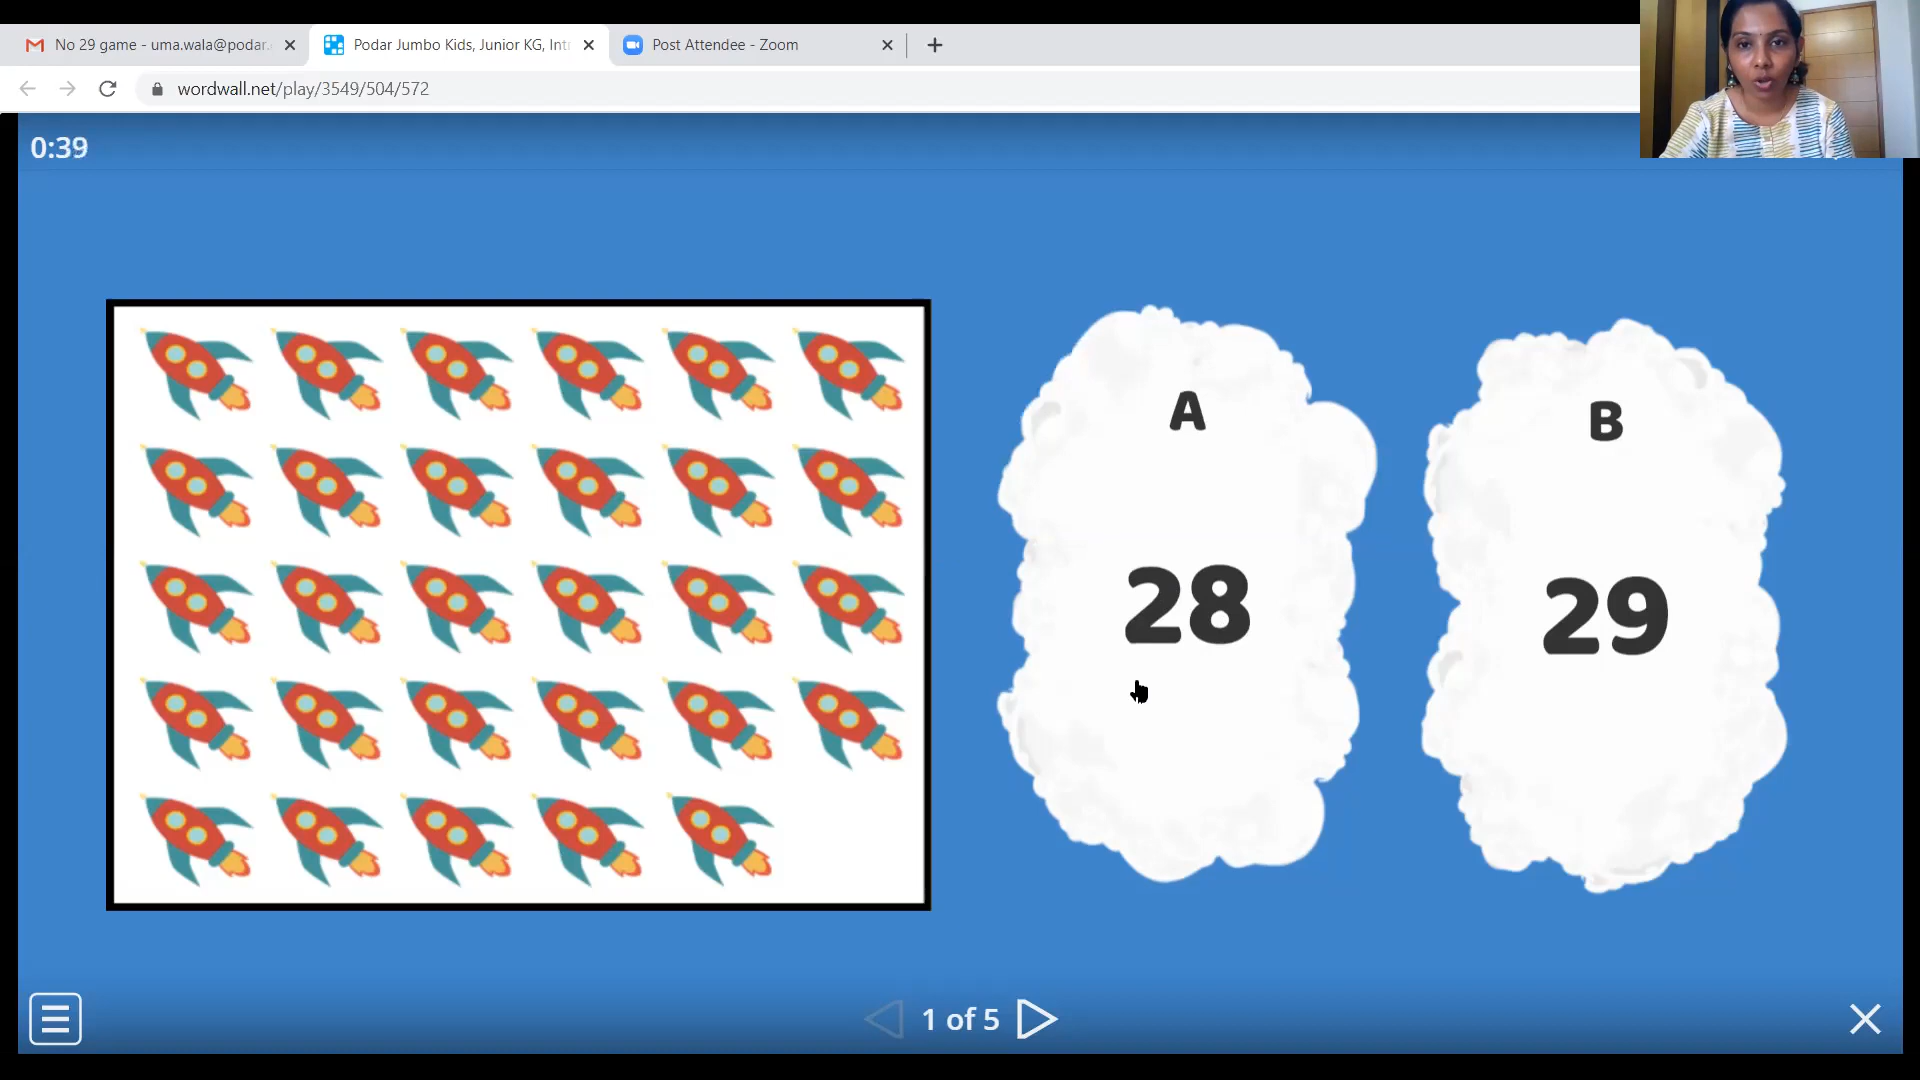 No 29 game - uma.wala@podar.
Podar Jumbo Kids, Junior KG, Int
Post Attendee - Zoom
wordwall.net/play/3549/504/572
0:39
A
B
28
29
1 of 5